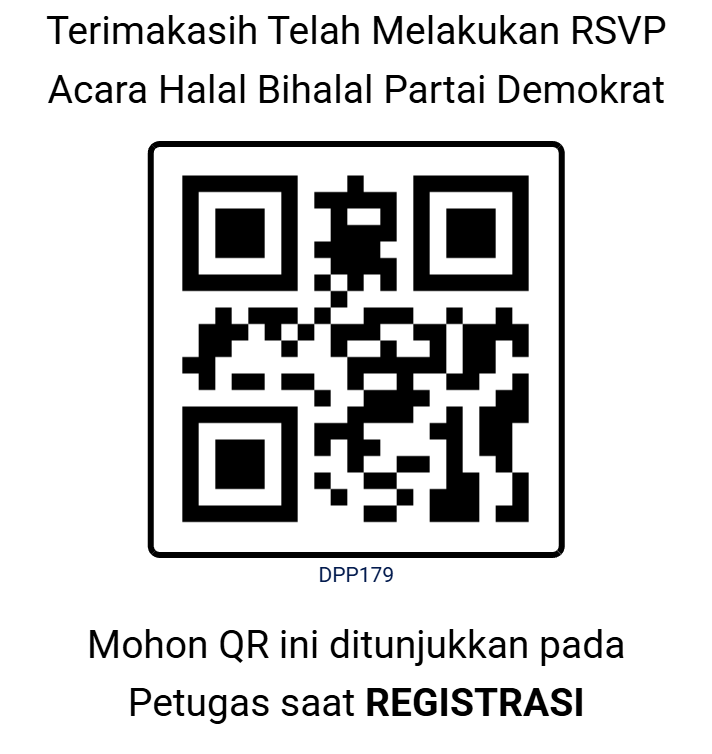 Terimakasih Telah Melakukan RSVP
Acara Halal Bihalal Partai Demokrat
DPP179
Mohon QR ini ditunjukkan pada
Petugas saat REGISTRASI